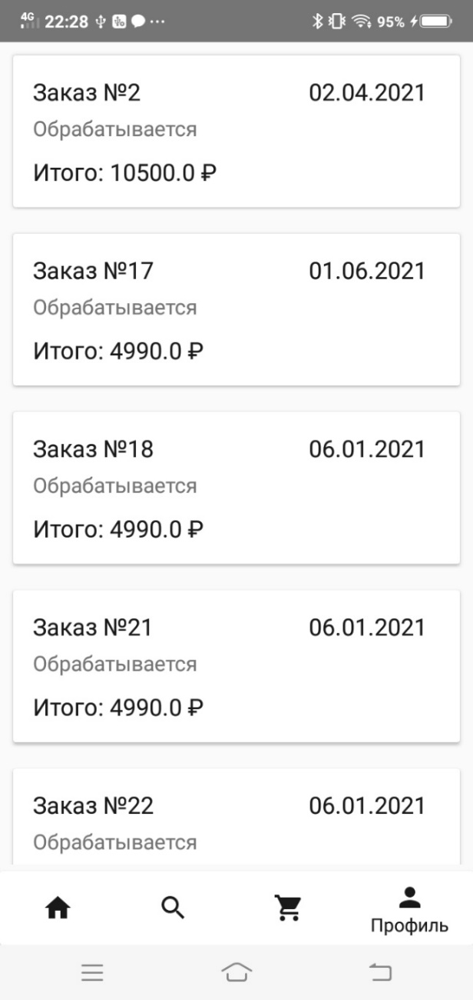 4G 22:28 95%
Заказ №2 02.04.2021
Обрабатывается
Итого: 10500.0 ₽
Заказ №17 01.06.2021
Обрабатывается
Итого: 4990.0 ₽
Заказ №18 06.01.2021
Обрабатывается
Итого: 4990.0 ₽
Заказ №21 06.01.2021
Обрабатывается
Итого: 4990.0 ₽
Заказ №22 06.01.2021
Обрабатывается
Профиль